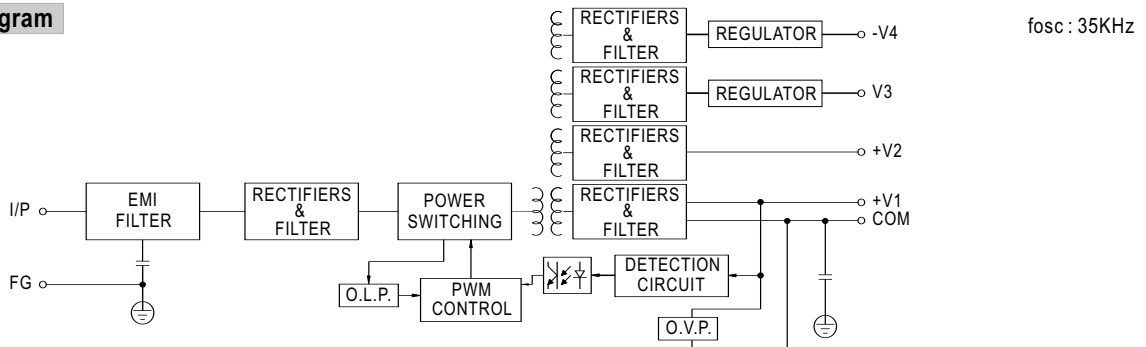 gram
fosc : 35KHz
RECTIFIERS
&
FILTER
REGULATOR
-V4
RECTIFIERS
&
FILTER
REGULATOR
V3
RECTIFIERS
&
FILTER
+V2
I/P
EMI
FILTER
RECTIFIERS
&
FILTER
POWER
SWITCHING
RECTIFIERS
&
FILTER
+V1
COM
FG
O.L.P.
PWM
CONTROL
DETECTION
CIRCUIT
O.V.P.